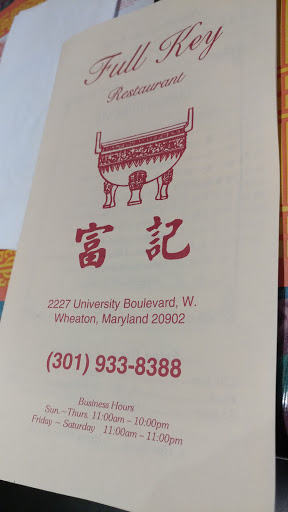 Full Key
Restaurant
富記
2227 University Boulevard, W.
Wheaton, Maryland 20902
(301) 933-8388
Business Hours
Sun.~Thurs. 11:00am ~ 10:00pm
Friday ~ Saturday 11:00am ~ 11:00pm